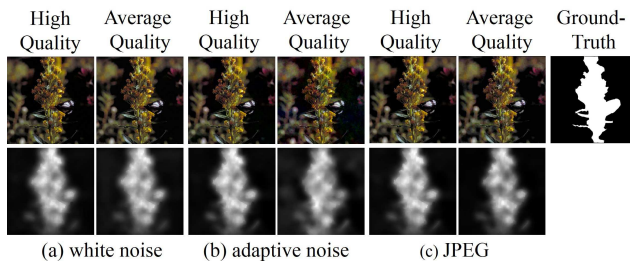 High Average High Average High Average Ground-
Quality Quality Quality Quality Quality Quality Truth
(a) white noise (b) adaptive noise (c) JPEG